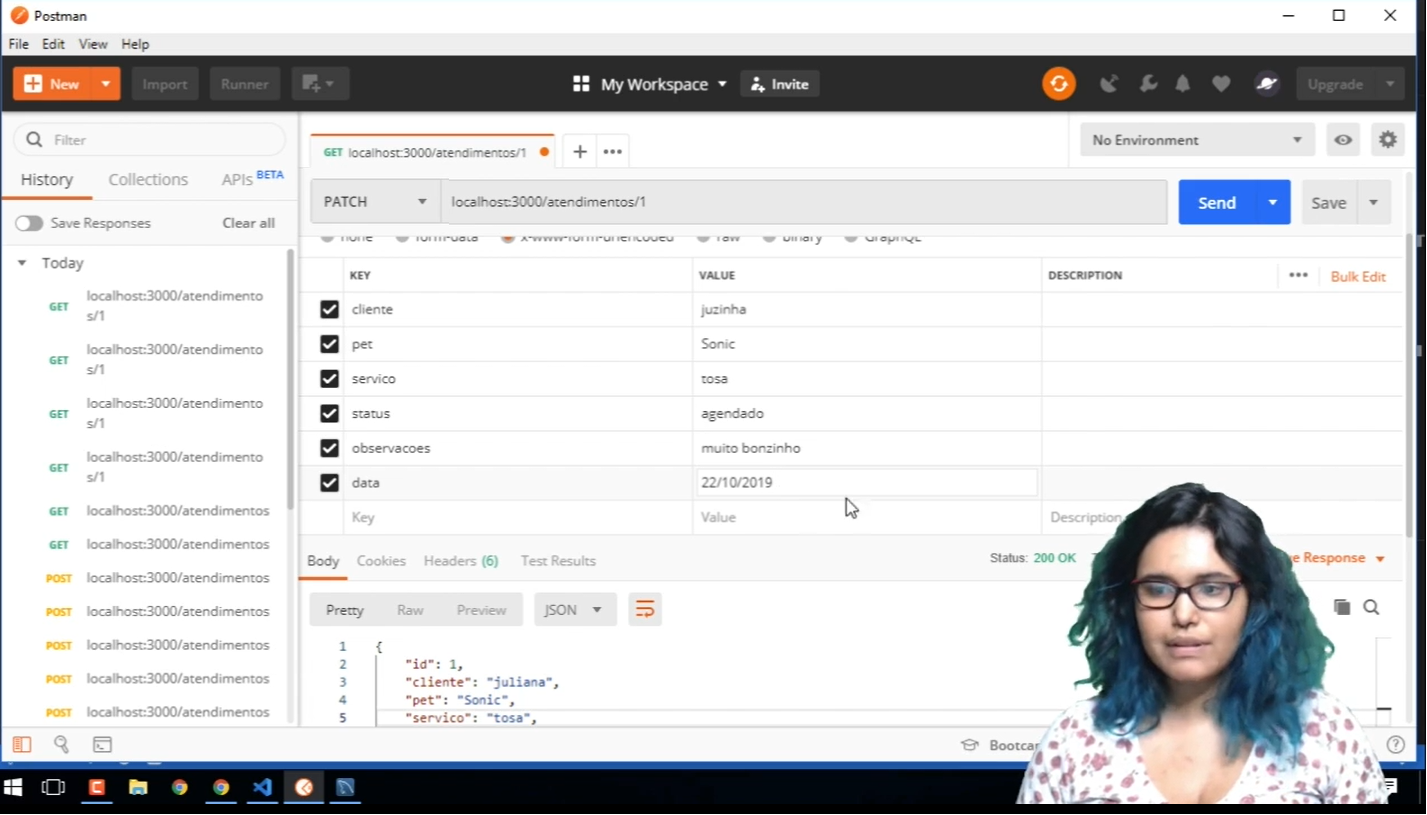 Postman
File Edit View Help
New Import Runner My Workspace Invite Upgrade
Filter
History Collections APIs BETA
Save Responses Clear all
Today
GET localhost:3000/atendimento
s/1
GET localhost:3000/atendimento
s/1
GET localhost:3000/atendimento
s/1
GET localhost:3000/atendimento
s/1
GET localhost:3000/atendimentos
GET localhost:3000/atendimentos
POST localhost:3000/atendimentos
POST localhost:3000/atendimentos
POST localhost:3000/atendimentos
POST localhost:3000/atendimentos
POST localhost:3000/atendimentos
GET localhost:3000/atendimentos/1
No Environment
PATCH localhost:3000/atendimentos/1 Send Save
none form-data x-www-form-urlencoded raw binary GraphQL
KEY VALUE DESCRIPTION Bulk Edit
cliente juzinha
pet Sonic
servico tosa
status agendado
observacoes muito bonzinho
data 22/10/2019
Key Value Description
Body Cookies Headers (6) Test Results Status: 200 OK Response
Pretty Raw Preview JSON
1 {
2 "id": 1,
3 "cliente": "juliana",
4 "pet": "Sonic",
5 "servico": "tosa",